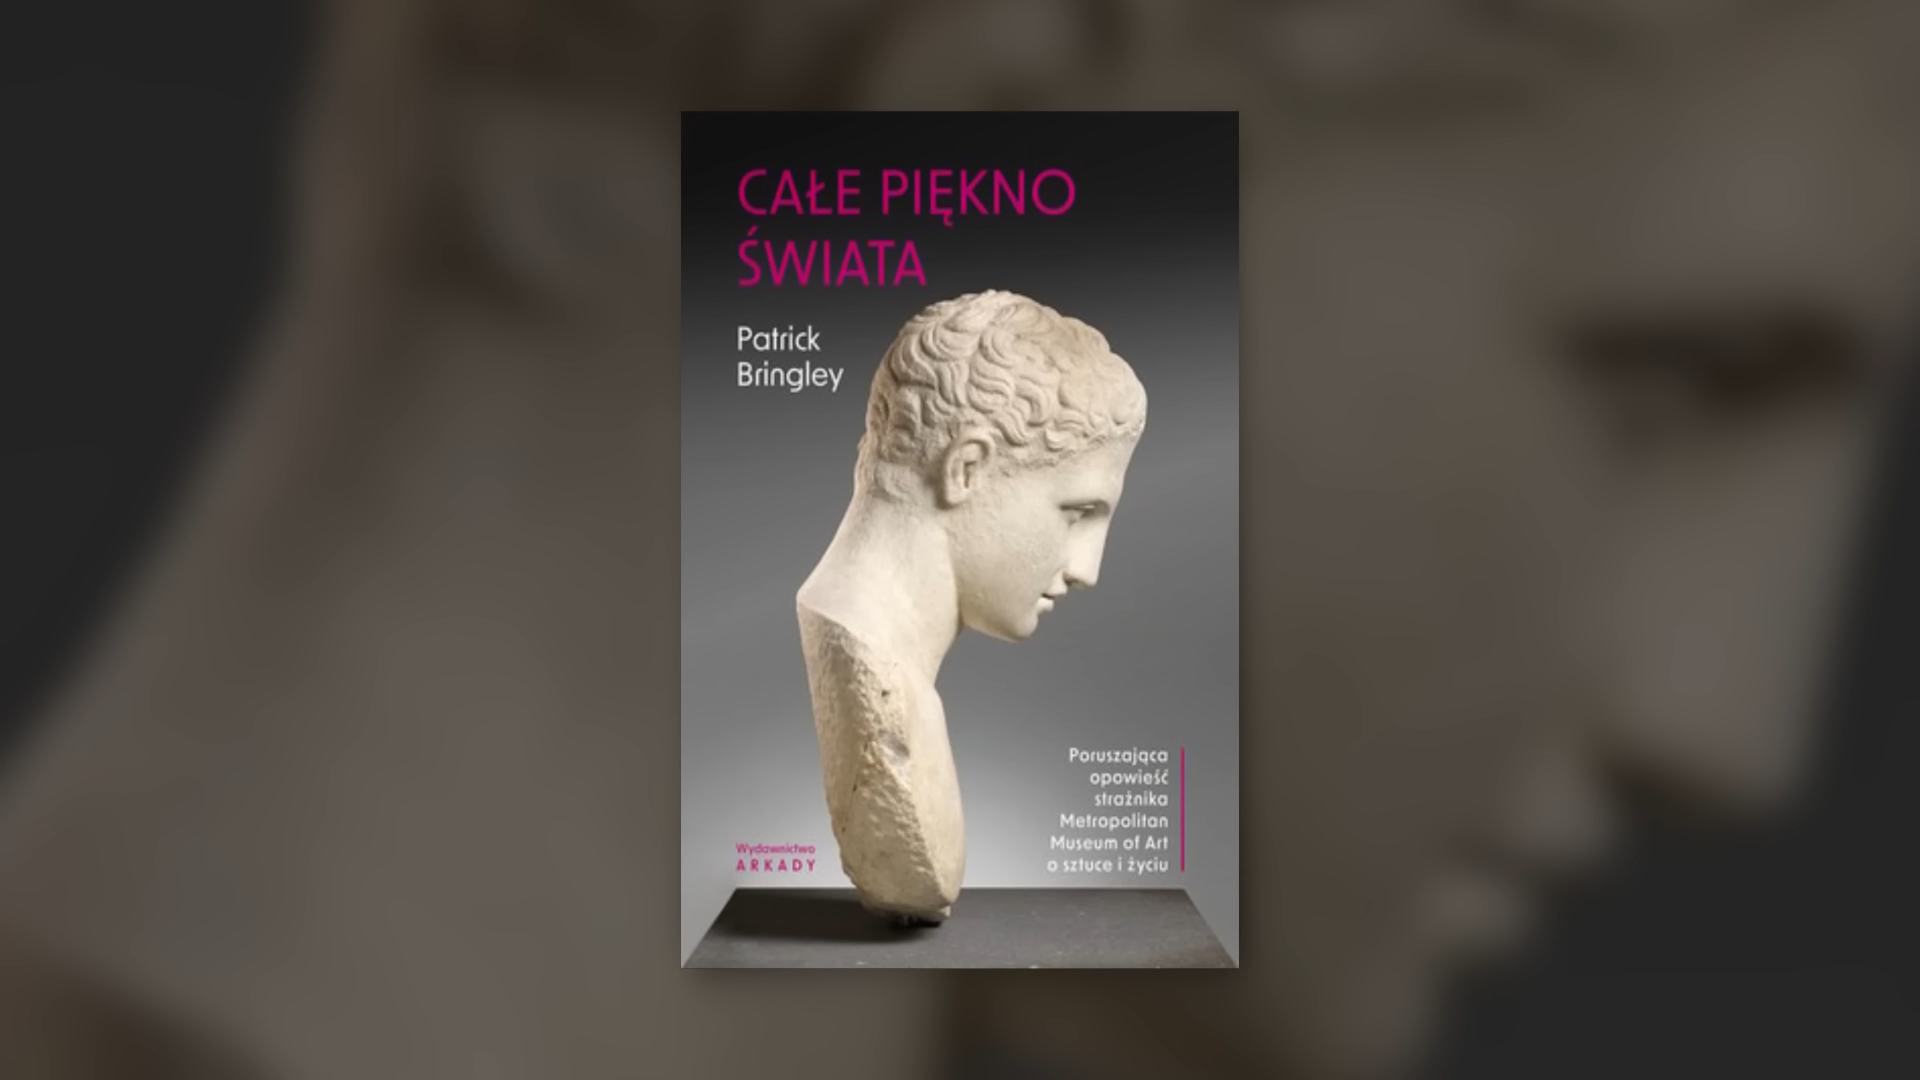 CAŁE PIĘKNO
ŚWIATA
Patrick
Bringley
Poruszająca
opowieść
strażnika
Metropolitan
Museum of Art
o sztuce i życiu
Wydawnictwo
ARKADY